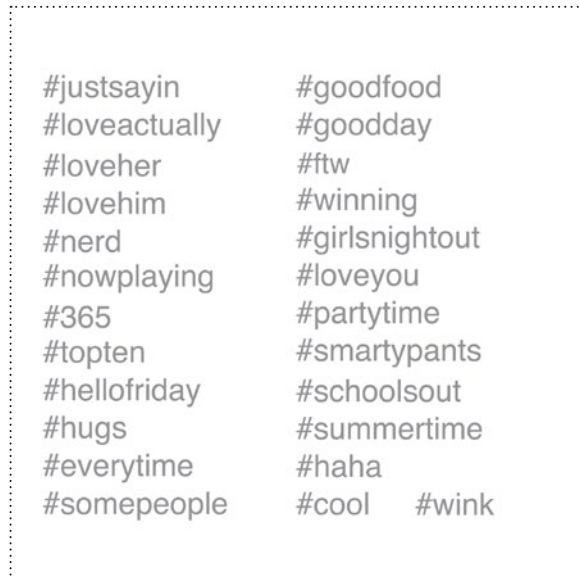 #justsayin
#loveactually
#loveher
#lovehim
#nerd
#nowplaying
#365
#topten
#hellofriday
#hugs
#everytime
#somepeople
#goodfood
#goodday
#ftw
#winning
#girlsnightout
#loveyou
#partytime
#smartypants
#schoolsout
#summertime
#haha
#cool #wink